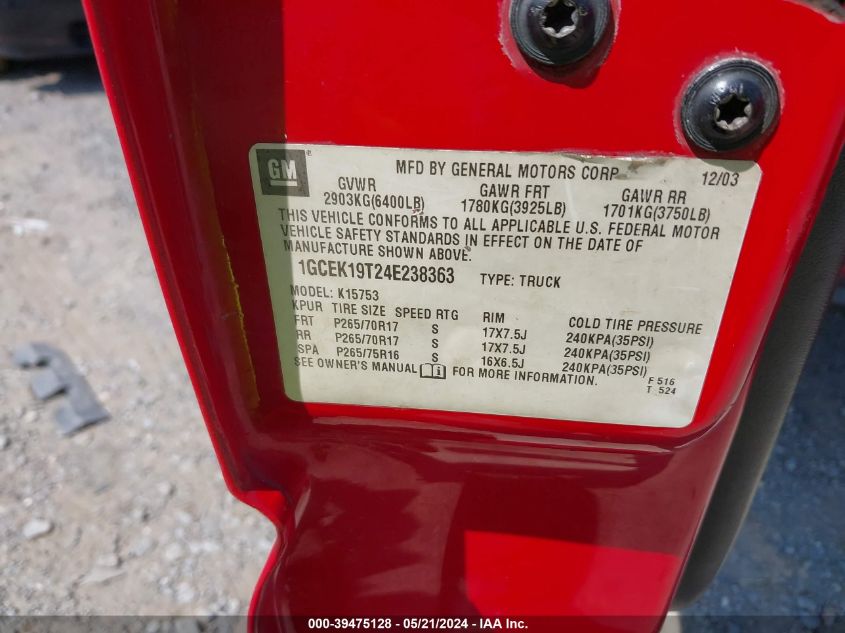 GM® MFD BY GENERAL MOTORS CORP 12/03
GVWR GAWR FRT GAWR RR
2903KG(6400LB) 1780KG(3925LB) 1701KG(3750LB)
THIS VEHICLE CONFORMS TO ALL APPLICABLE U.S. FEDERAL MOTOR
VEHICLE SAFETY STANDARDS IN EFFECT ON THE DATE OF
MANUFACTURE SHOWN ABOVE.
1GCEK19T24E238363 TYPE: TRUCK
MODEL: K15753
KPUR TIRE SIZE SPEED RTG RIM COLD TIRE PRESSURE
FRT P265/70R17 S 17X7.5J 240KPA(35PSI)
RR P265/70R17 S 17X7.5J 240KPA(35PSI)
SPA P265/75R16 S 16X6.5J 240KPA(35PSI)
SEE OWNER'S MANUAL i FOR MORE INFORMATION. F 516
T 524
000-39475128 - 05/21/2024 - IAA Inc.